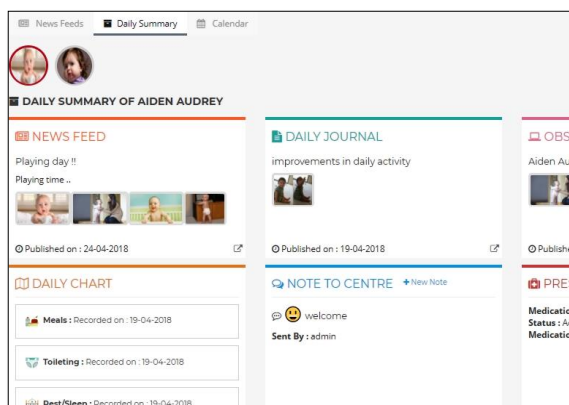 News Feeds Daily Summary Calendar
DAILY SUMMARY OF AIDEN AUDREY
NEWS FEED
Playing day !!
Playing time ..
Published on : 24-04-2018
DAILY JOURNAL
improvements in daily activity
Published on : 19-04-2018
OBS
Aiden Au
Publishe
DAILY CHART
Meals : Recorded on : 19-04-2018
Toileting : Recorded on : 19-04-2018
Rest/Sleep : Recorded on : 19-04-2018
NOTE TO CENTRE +New Note
welcome
Sent By : admin
PRES
Medicatio
Status : A
Medicatio